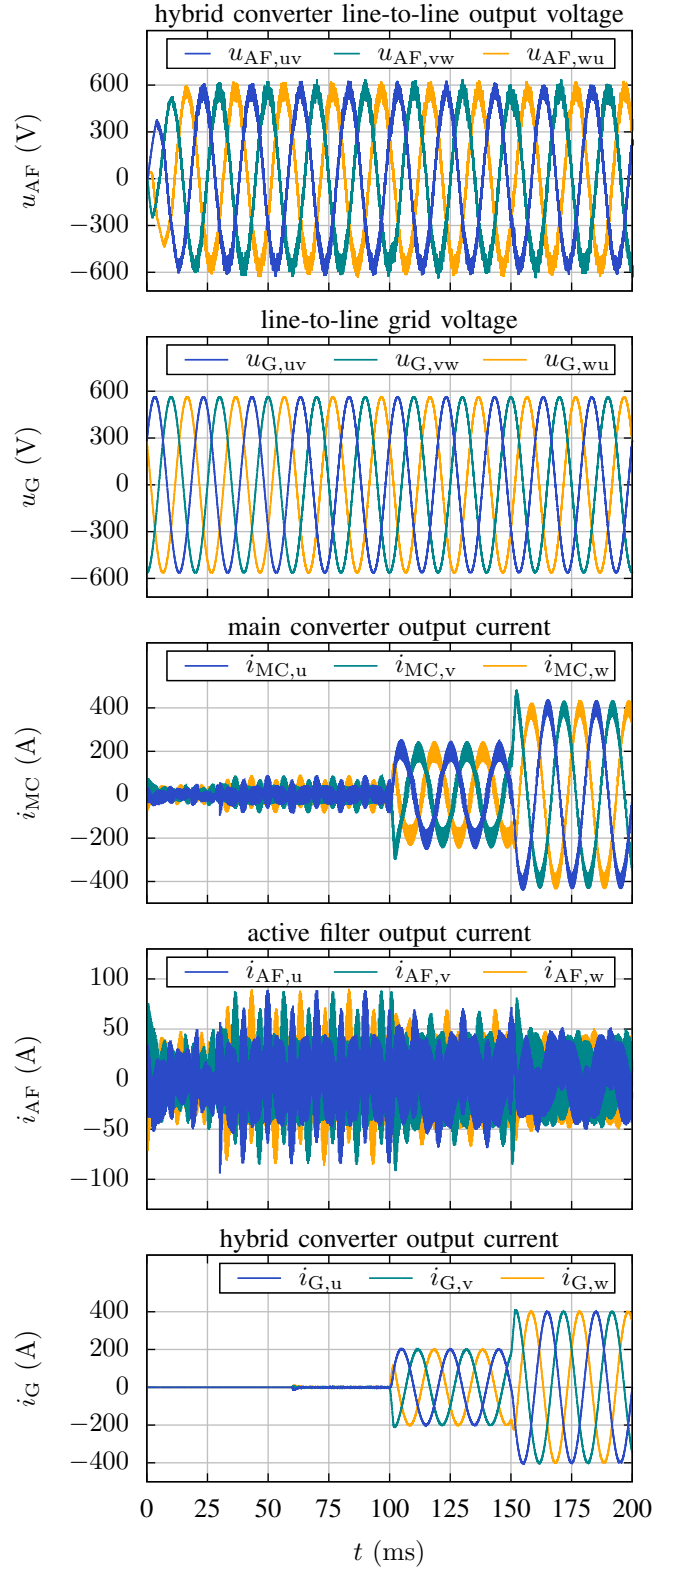 hybrid converter line-to-line output voltage
u_AF,uv u_AF,vw u_AF,wu
600
300
0
−300
−600
u_AF (V)
line-to-line grid voltage
u_G,uv u_G,vw u_G,wu
600
300
0
−300
−600
u_G (V)
main converter output current
i_MC,u i_MC,v i_MC,w
400
200
0
−200
−400
i_MC (A)
active filter output current
i_AF,u i_AF,v i_AF,w
100
50
0
−50
−100
i_AF (A)
hybrid converter output current
i_G,u i_G,v i_G,w
400
200
0
−200
−400
i_G (A)
0 25 50 75 100 125 150 175 200
t (ms)